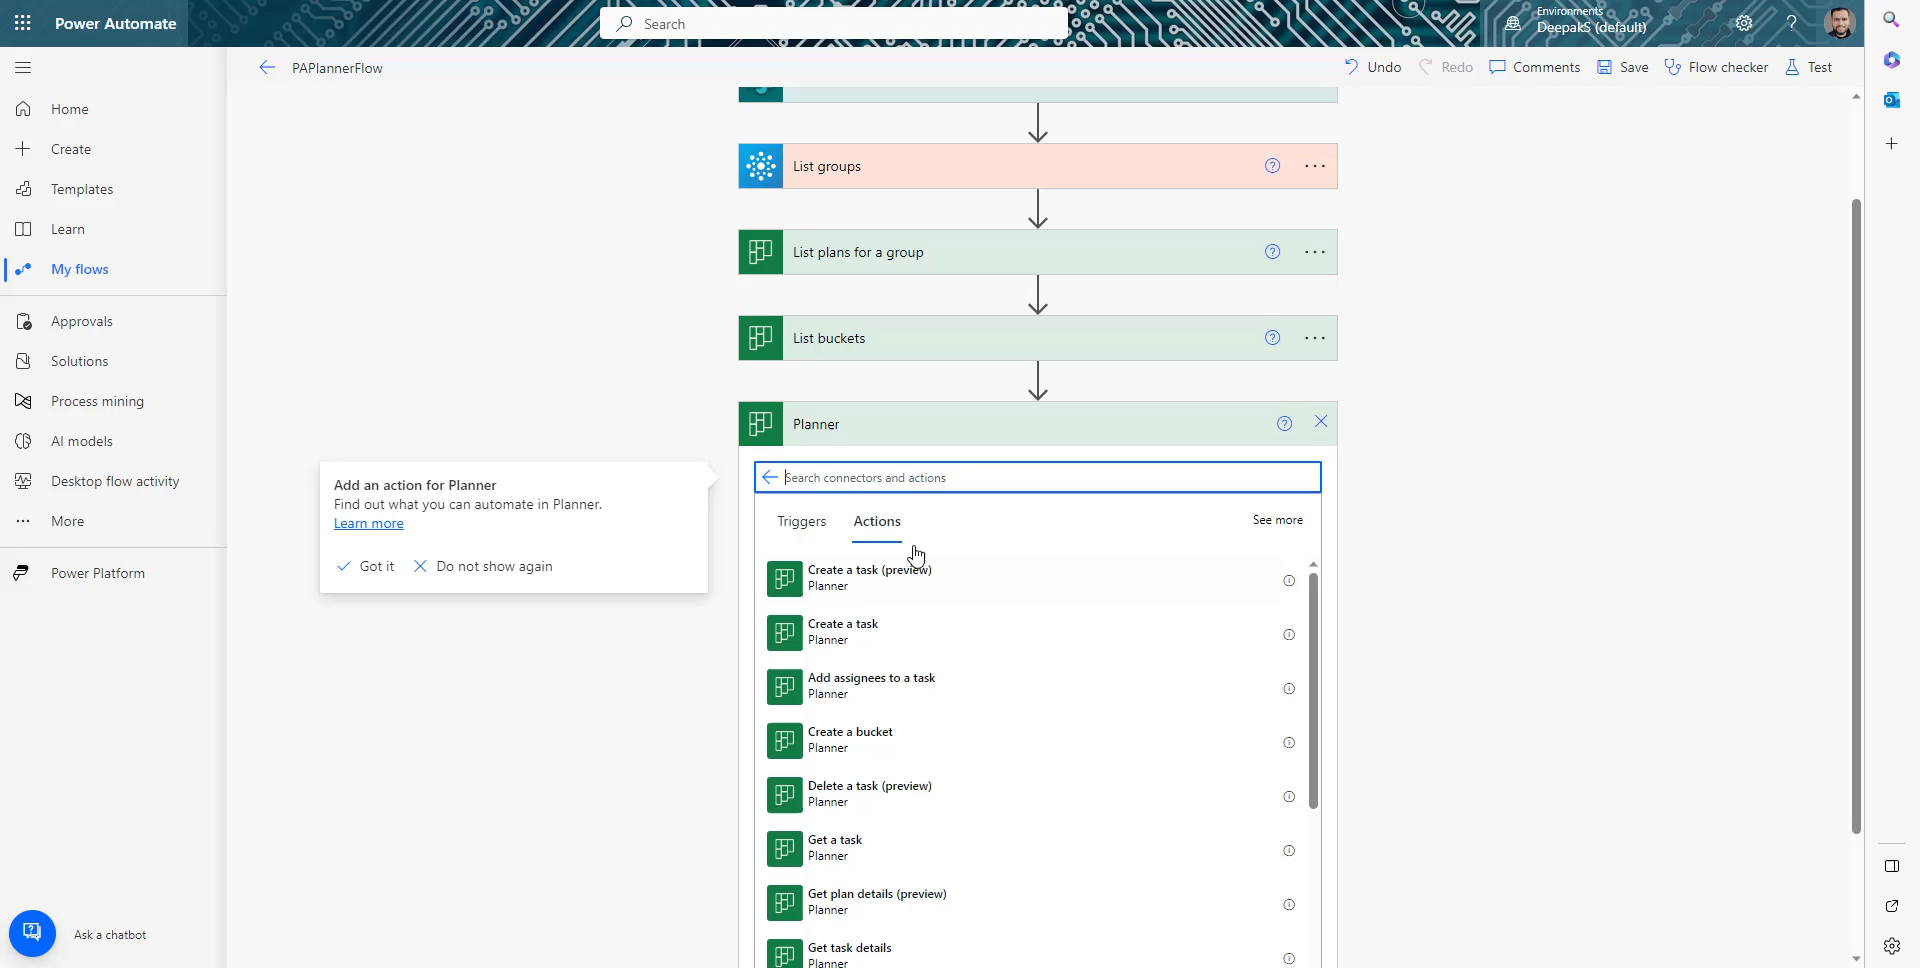 Power Automate
Search
Environments
DeepakS (default)
PAPlannerFlow
Undo
Redo
Comments
Save
Flow checker
Test
Home
Create
Templates
Learn
My flows
Approvals
Solutions
Process mining
AI models
Desktop flow activity
More
Power Platform
Ask a chatbot
List groups
List plans for a group
List buckets
Planner
Add an action for Planner
Find out what you can automate in Planner.
Learn more
Got it
Do not show again
Search connectors and actions
Triggers
Actions
See more
Create a task (preview)
Planner
Create a task
Planner
Add assignees to a task
Planner
Create a bucket
Planner
Delete a task (preview)
Planner
Get a task
Planner
Get plan details (preview)
Planner
Get task details
Planner